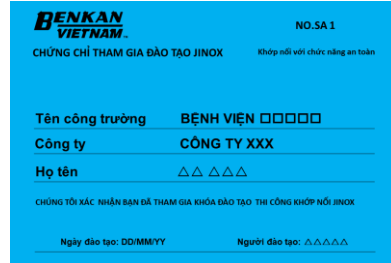 BENKAN
VIETNAM
NO.SA 1
CHỨNG CHỈ THAM GIA ĐÀO TẠO JINOX
Khớp nối với chức năng an toàn
Tên công trường BỆNH VIỆN □□□□□
Công ty CÔNG TY XXX
Họ tên △△ △△△
CHÚNG TÔI XÁC NHẬN BẠN ĐÃ THAM GIA KHÓA ĐÀO TẠO THI CÔNG KHỚP NỐI JINOX
Ngày đào tạo: DD/MM/YY Người đào tạo: △△△△△